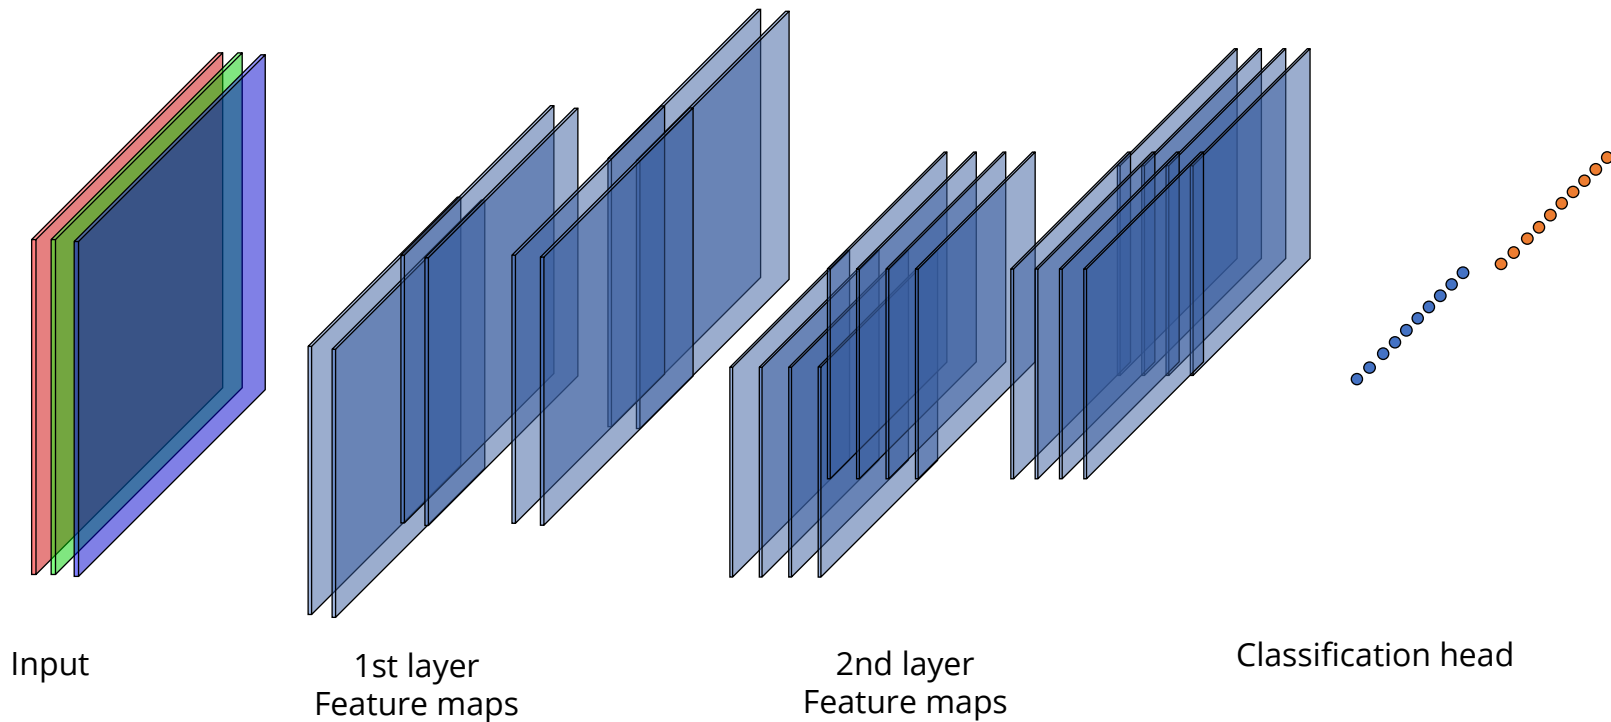 Input
1st layer
Feature maps
2nd layer
Feature maps
Classification head